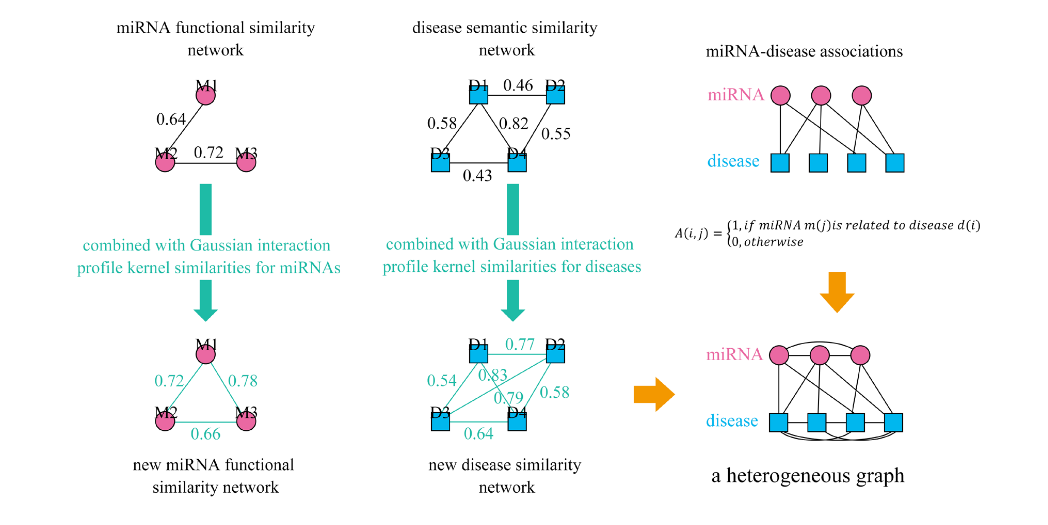 miRNA functional similarity
network
M1
0.64
M2
0.72
M3
combined with Gaussian interaction
profile kernel similarities for miRNAs
M1
0.72
0.78
M2
M3
0.66
new miRNA functional
similarity network
disease semantic similarity
network
D1
0.46
D2
0.58
0.82
0.55
D3
D4
0.43
combined with Gaussian interaction
profile kernel similarities for diseases
D1
0.77
D2
0.54
0.83
0.79
0.58
D3
D4
0.64
new disease similarity
network
miRNA-disease associations
miRNA
disease
A(i, j) = {1, if miRNA m(j)is related to disease d(i)
0, otherwise
miRNA
disease
a heterogeneous graph